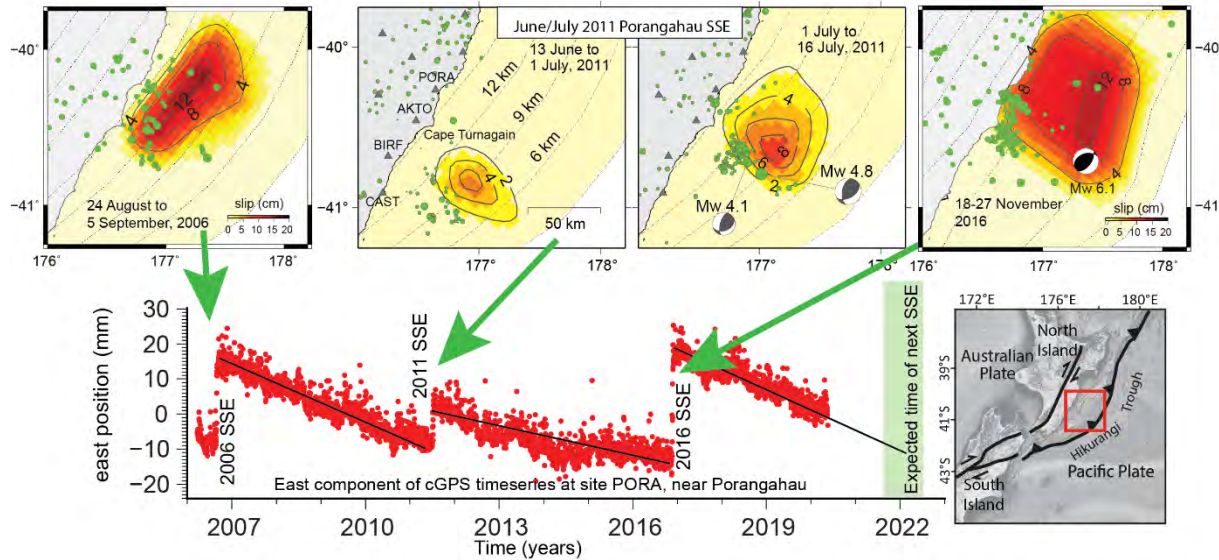 June/July 2011 Porangahau SSE
−40°
−41°
4
12
8
4
24 August to
5 September, 2006
slip (cm)
0 5 10 15 20
176°
177°
178°
−40°
−41°
13 June to
1 July, 2011
PORA
AKTO
BIRF
CAST
Cape Turnagain
12 km
9 km
6 km
4
2
50 km
177°
178°
1 July to
16 July, 2011
4
8
6
2
Mw 4.8
Mw 4.1
177°
178°
4
8
12
8
4
Mw 6.1
18-27 November
2016
slip (cm)
0 5 10 15 20
−40°
−41°
176°
177°
178°
east position (mm)
30
20
10
0
−10
−20
2006 SSE
2011 SSE
2016 SSE
Expected time of next SSE
East component of cGPS timeseries at site PORA, near Porangahau
2007
2010
2013
2016
2019
2022
Time (years)
172°E
176°E
180°E
39°S
41°S
43°S
North
Island
Australian
Plate
Hikurangi
Trough
Pacific Plate
South
Island